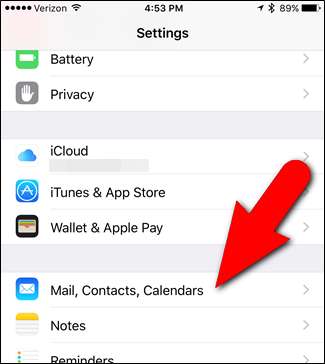 Verizon 4:53 PM 89%
Settings
Battery
Privacy
iCloud
iTunes & App Store
Wallet & Apple Pay
Mail, Contacts, Calendars
Notes
Reminders